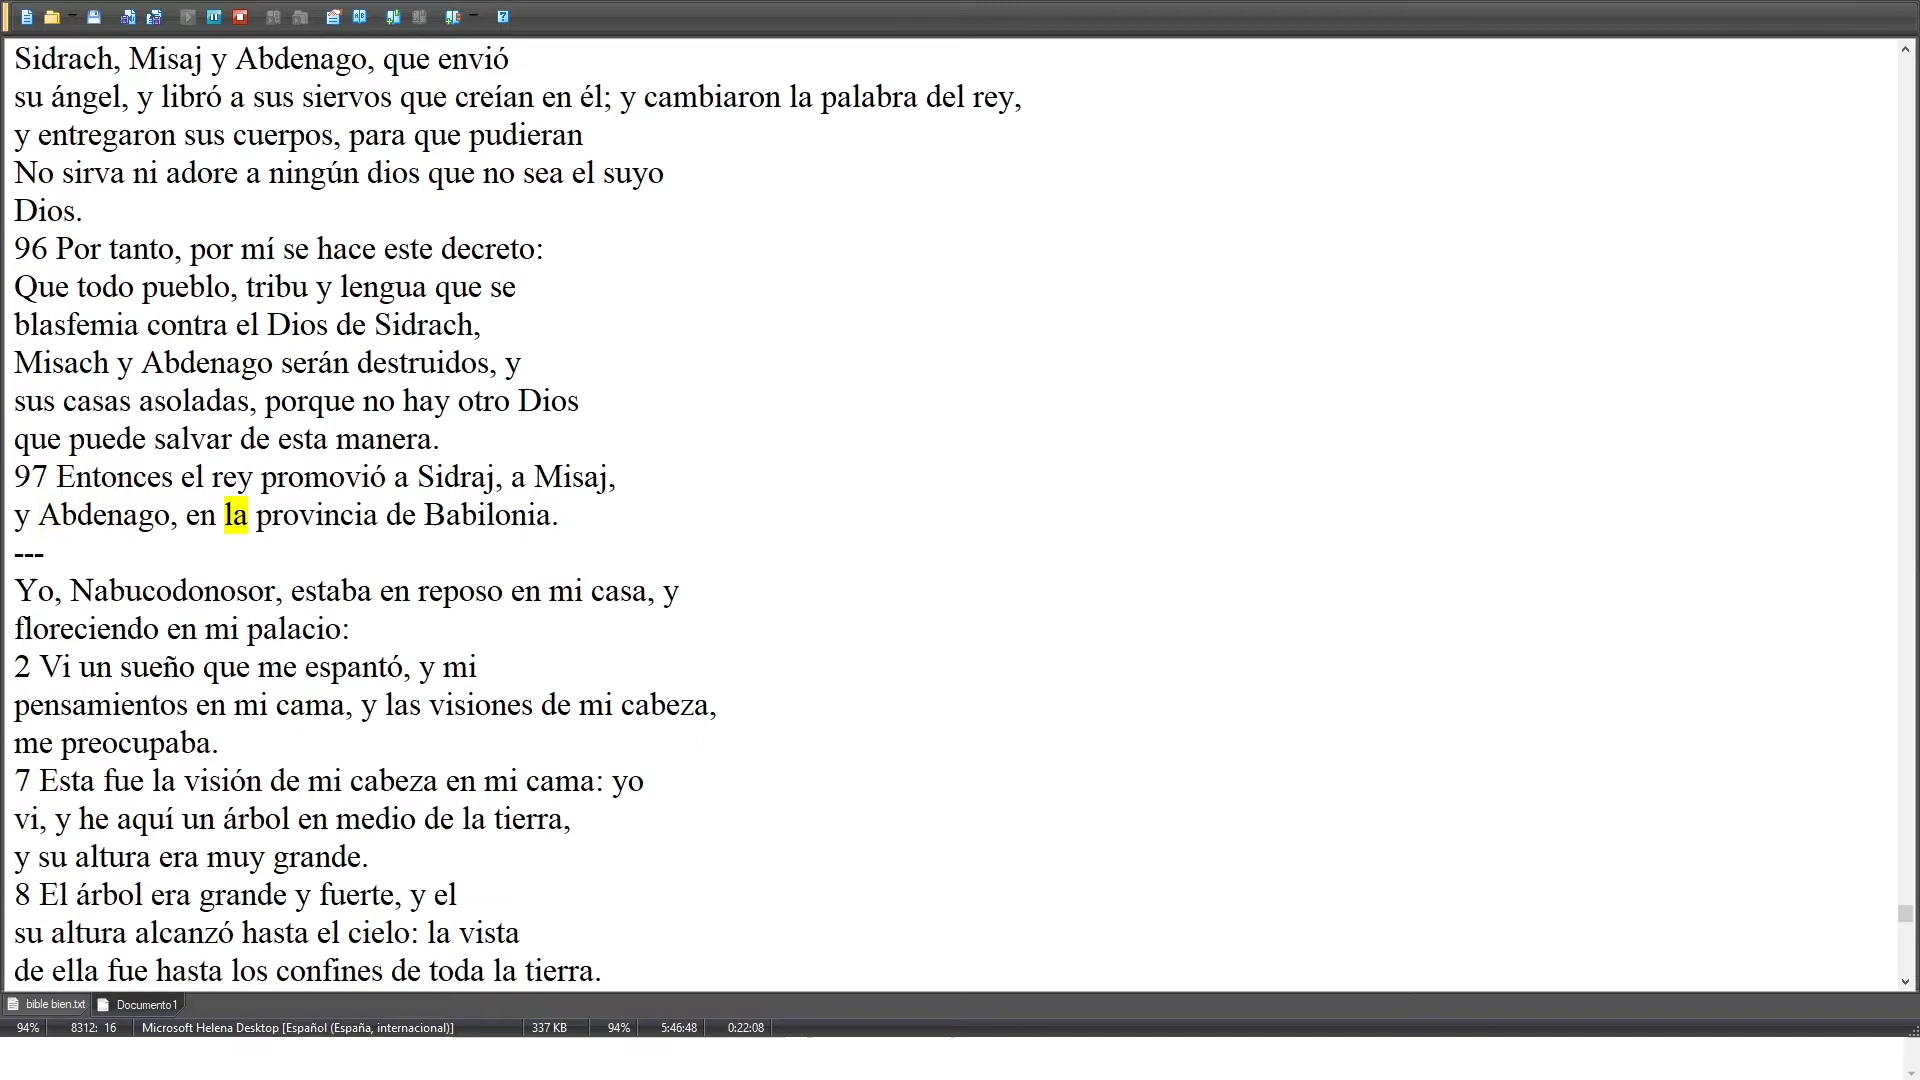 Sidrach, Misaj y Abdenago, que envió
su ángel, y libró a sus siervos que creían en él; y cambiaron la palabra del rey,
y entregaron sus cuerpos, para que pudieran
No sirva ni adore a ningún dios que no sea el suyo
Dios.
96 Por tanto, por mí se hace este decreto:
Que todo pueblo, tribu y lengua que se
blasfemia contra el Dios de Sidrach,
Misach y Abdenago serán destruidos, y
sus casas asoladas, porque no hay otro Dios
que puede salvar de esta manera.
97 Entonces el rey promovió a Sidraj, a Misaj,
y Abdenago, en la provincia de Babilonia.
---
Yo, Nabucodonosor, estaba en reposo en mi casa, y
floreciendo en mi palacio:
2 Vi un sueño que me espantó, y mi
pensamientos en mi cama, y las visiones de mi cabeza,
me preocupaba.
7 Esta fue la visión de mi cabeza en mi cama: yo
vi, y he aquí un árbol en medio de la tierra,
y su altura era muy grande.
8 El árbol era grande y fuerte, y el
su altura alcanzó hasta el cielo: la vista
de ella fue hasta los confines de toda la tierra.
bible bien.txt Documento1
94% 8312: 16 Microsoft Helena Desktop [Español (España, internacional)] 337 KB 94% 5:46:48 0:22:08